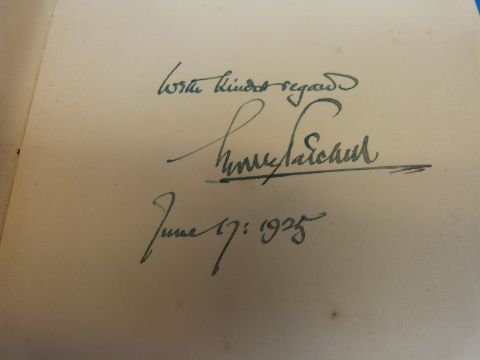 With kindest regards
June 17: 1925